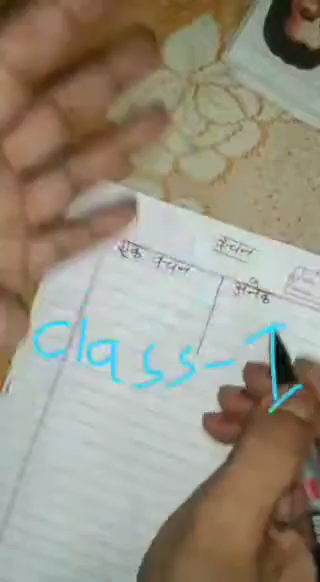 वचन
एक वचन
अनेक
class-1